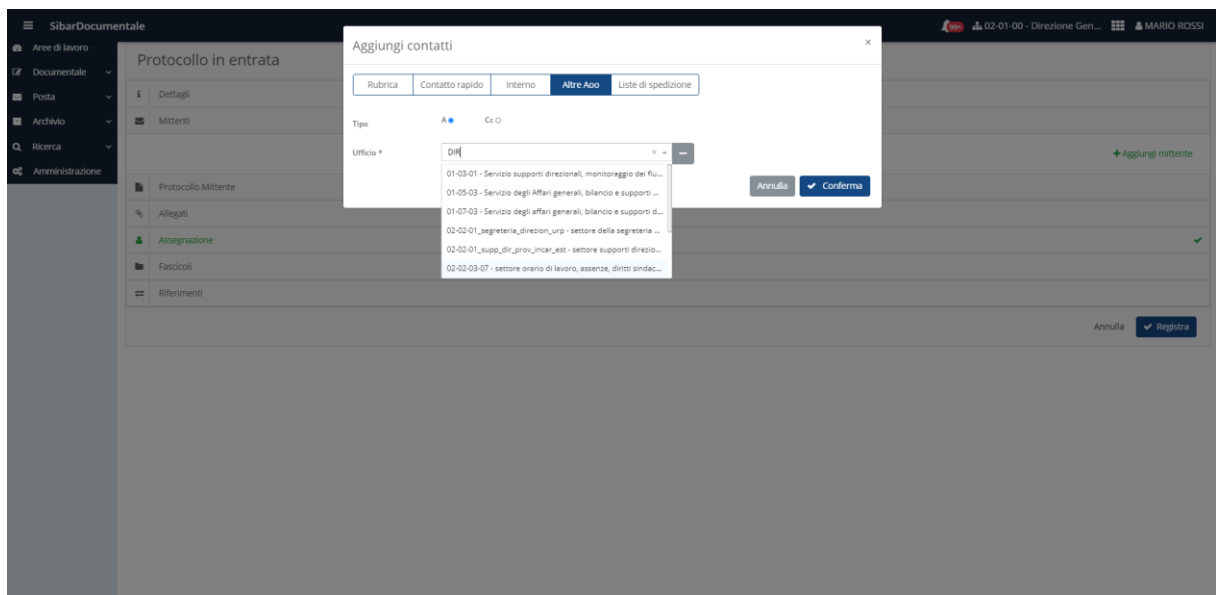 SibarDocumentale
99+ 02-01-00 - Direzione Gen... MARIO ROSSI
Aree di lavoro
Documentale
Posta
Archivio
Ricerca
Amministrazione
Protocollo in entrata
Dettagli
Mittenti
+ Aggiungi mittente
Protocollo Mittente
Allegati
Assegnazione
Fascicoli
Riferimenti
Annulla Registra
Aggiungi contatti ×
Rubrica Contatto rapido Interno Altre Aoo Liste di spedizione
Tipo A Cc
Ufficio * DIR ×
01-03-01 - Servizio supporti direzionali, monitoraggio dei flu...
01-05-03 - Servizio degli Affari generali, bilancio e supporti ...
01-07-03 - Servizio degli affari generali, bilancio e supporti d...
02-02-01_segreteria_direzion_urp - settore della segreteria ...
02-02-01_supp_dir_prov_incar_est - settore supporti direzio...
02-02-03-07 - settore orario di lavoro, assenze, diritti sindac...
Annulla Conferma